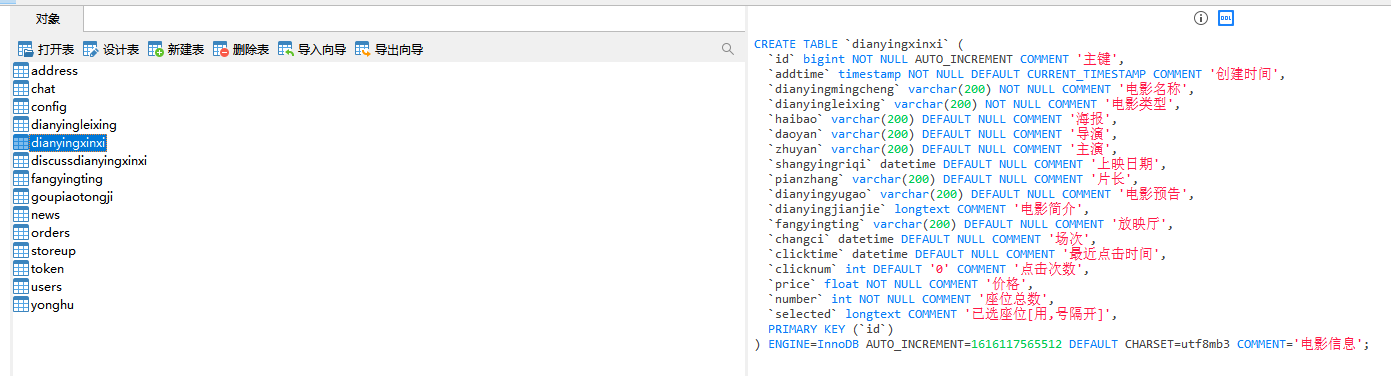 对象
打开表 设计表 新建表 删除表 导入向导 导出向导
address
chat
config
dianyingleixing
dianyingxinxi
discussdianyingxinxi
fangyingting
goupiaotongji
news
orders
storeup
token
users
yonghu
DDL
CREATE TABLE `dianyingxinxi` (
  `id` bigint NOT NULL AUTO_INCREMENT COMMENT '主键',
  `addtime` timestamp NOT NULL DEFAULT CURRENT_TIMESTAMP COMMENT '创建时间',
  `dianyingmingcheng` varchar(200) NOT NULL COMMENT '电影名称',
  `dianyingleixing` varchar(200) NOT NULL COMMENT '电影类型',
  `haibao` varchar(200) DEFAULT NULL COMMENT '海报',
  `daoyan` varchar(200) DEFAULT NULL COMMENT '导演',
  `zhuyan` varchar(200) DEFAULT NULL COMMENT '主演',
  `shangyingriqi` datetime DEFAULT NULL COMMENT '上映日期',
  `pianzhang` varchar(200) DEFAULT NULL COMMENT '片长',
  `dianyingyugao` varchar(200) DEFAULT NULL COMMENT '电影预告',
  `dianyingjianjie` longtext COMMENT '电影简介',
  `fangyingting` varchar(200) DEFAULT NULL COMMENT '放映厅',
  `changci` datetime DEFAULT NULL COMMENT '场次',
  `clicktime` datetime DEFAULT NULL COMMENT '最近点击时间',
  `clicknum` int DEFAULT '0' COMMENT '点击次数',
  `price` float NOT NULL COMMENT '价格',
  `number` int NOT NULL COMMENT '座位总数',
  `selected` longtext COMMENT '已选座位[用,号隔开]',
  PRIMARY KEY (`id`)
) ENGINE=InnoDB AUTO_INCREMENT=1616117565512 DEFAULT CHARSET=utf8mb3 COMMENT='电影信息';